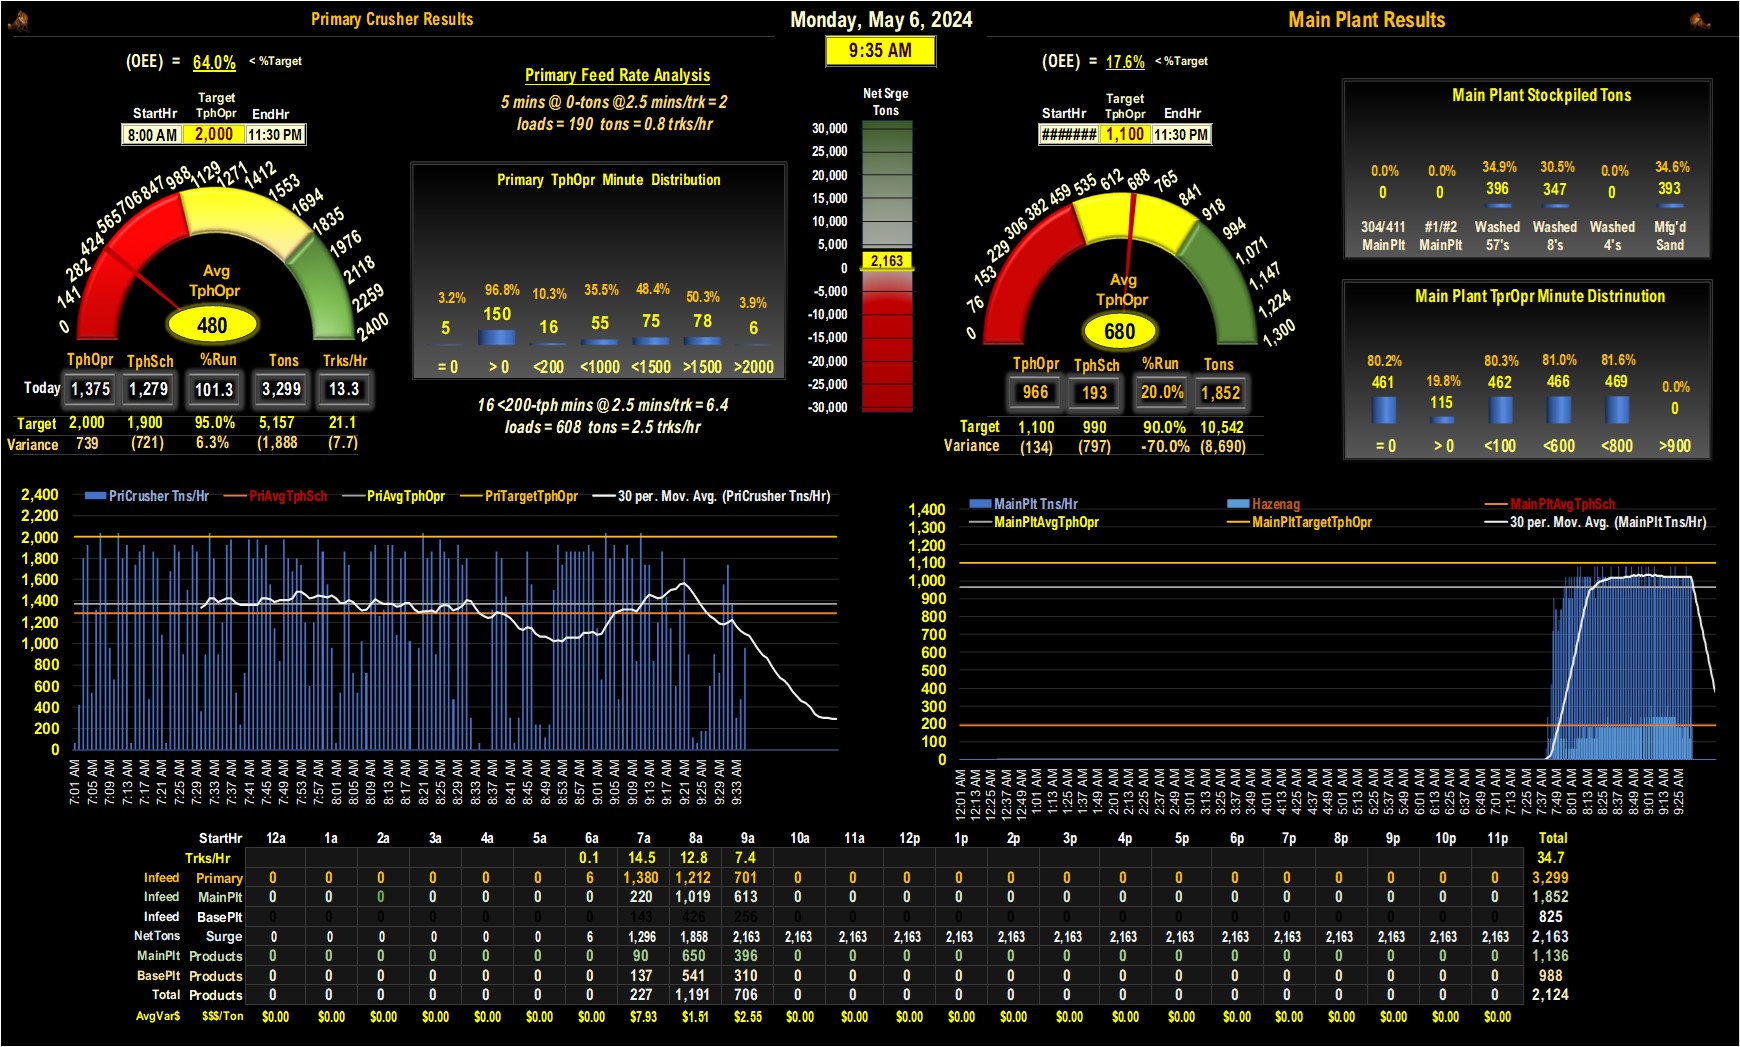 Primary Crusher Results
Monday, May 6, 2024
Main Plant Results
9:35 AM
(OEE) = 64.0% < %Target
Target
StartHr TphOpr EndHr
8:00 AM 2,000 11:30 PM
Primary Feed Rate Analysis
5 mins @ 0-tons @2.5 mins/trk = 2
loads = 190 tons = 0.8 trks/hr
0 141 282 424 565 706 847 988 1129 1271 1412 1553 1694 1835 1976 2118 2259 2400
Avg
TphOpr
480
Primary TphOpr Minute Distribution
3.2% 96.8% 10.3% 35.5% 48.4% 50.3% 3.9%
5 150 16 55 75 78 6
= 0 > 0 <200 <1000 <1500 >1500 >2000
16 <200-tph mins @ 2.5 mins/trk = 6.4
loads = 608 tons = 2.5 trks/hr
TphOpr TphSch %Run Tons Trks/Hr
Today 1,375 1,279 101.3 3,299 13.3
Target 2,000 1,900 95.0% 5,157 21.1
Variance 739 (721) 6.3% (1,888 (7.7)
Net Srge
Tons
30,000
25,000
20,000
15,000
10,000
5,000
2,163
0
-5,000
-10,000
-15,000
-20,000
-25,000
-30,000
(OEE) = 17.6% < %Target
Target
StartHr TphOpr EndHr
####### 1,100 11:30 PM
0 76 153 229 306 382 459 535 612 688 765 841 918 994 1,071 1,147 1,224 1,300
Avg
TphOpr
680
TphOpr TphSch %Run Tons
966 193 20.0% 1,852
Target 1,100 990 90.0% 10,542
Variance (134) (797) -70.0% (8,690)
Main Plant Stockpiled Tons
0.0% 0.0% 34.9% 30.5% 0.0% 34.6%
0 0 396 347 0 393
304/411 #1/#2 Washed Washed Washed Mfg'd
MainPlt MainPlt 57's 8's 4's Sand
Main Plant TprOpr Minute Distrinution
80.2% 19.8% 80.3% 81.0% 81.6% 0.0%
461 115 462 466 469 0
= 0 > 0 <100 <600 <800 >900
PriCrusher Tns/Hr PriAvgTphSch PriAvgTphOpr PriTargetTphOpr 30 per. Mov. Avg. (PriCrusher Tns/Hr)
2,400
2,200
2,000
1,800
1,600
1,400
1,200
1,000
800
600
400
200
0
7:01 AM 7:05 AM 7:09 AM 7:13 AM 7:17 AM 7:21 AM 7:25 AM 7:29 AM 7:33 AM 7:37 AM 7:41 AM 7:45 AM 7:49 AM 7:53 AM 7:57 AM 8:01 AM 8:05 AM 8:09 AM 8:13 AM 8:17 AM 8:21 AM 8:25 AM 8:29 AM 8:33 AM 8:37 AM 8:41 AM 8:45 AM 8:49 AM 8:53 AM 8:57 AM 9:01 AM 9:05 AM 9:09 AM 9:13 AM 9:17 AM 9:21 AM 9:25 AM 9:29 AM 9:33 AM
MainPlt Tns/Hr Hazenag MainPltAvgTphSch
MainPltAvgTphOpr MainPltTargetTphOpr 30 per. Mov. Avg. (MainPlt Tns/Hr)
1,400
1,300
1,200
1,100
1,000
900
800
700
600
500
400
300
200
100
0
12:01 AM 12:13 AM 12:25 AM 12:37 AM 12:49 AM 1:01 AM 1:13 AM 1:25 AM 1:37 AM 1:49 AM 2:01 AM 2:13 AM 2:25 AM 2:37 AM 2:49 AM 3:01 AM 3:13 AM 3:25 AM 3:37 AM 3:49 AM 4:01 AM 4:13 AM 4:25 AM 4:37 AM 4:49 AM 5:01 AM 5:13 AM 5:25 AM 5:37 AM 5:49 AM 6:01 AM 6:13 AM 6:25 AM 6:37 AM 6:49 AM 7:01 AM 7:13 AM 7:25 AM 7:37 AM 7:49 AM 8:01 AM 8:13 AM 8:25 AM 8:37 AM 8:49 AM 9:01 AM 9:13 AM 9:25 AM
StartHr 12a 1a 2a 3a 4a 5a 6a 7a 8a 9a 10a 11a 12p 1p 2p 3p 4p 5p 6p 7p 8p 9p 10p 11p Total
Trks/Hr 0.1 14.5 12.8 7.4 34.7
Infeed Primary 0 0 0 0 0 0 6 1,380 1,212 701 0 0 0 0 0 0 0 0 0 0 0 0 0 0 3,299
Infeed MainPlt 0 0 0 0 0 0 0 220 1,019 613 0 0 0 0 0 0 0 0 0 0 0 0 0 0 1,852
Infeed BasePlt 0 0 0 0 0 0 0 143 426 256 0 0 0 0 0 0 0 0 0 0 0 0 0 0 825
NetTons Surge 0 0 0 0 0 0 6 1,296 1,858 2,163 2,163 2,163 2,163 2,163 2,163 2,163 2,163 2,163 2,163 2,163 2,163 2,163 2,163 2,163 2,163
MainPlt Products 0 0 0 0 0 0 0 90 650 396 0 0 0 0 0 0 0 0 0 0 0 0 0 0 1,136
BasePlt Products 0 0 0 0 0 0 0 137 541 310 0 0 0 0 0 0 0 0 0 0 0 0 0 0 988
Total Products 0 0 0 0 0 0 0 227 1,191 706 0 0 0 0 0 0 0 0 0 0 0 0 0 0 2,124
AvgVar$ $$$/Ton $0.00 $0.00 $0.00 $0.00 $0.00 $0.00 $0.00 $7.93 $1.51 $2.55 $0.00 $0.00 $0.00 $0.00 $0.00 $0.00 $0.00 $0.00 $0.00 $0.00 $0.00 $0.00 $0.00 $0.00